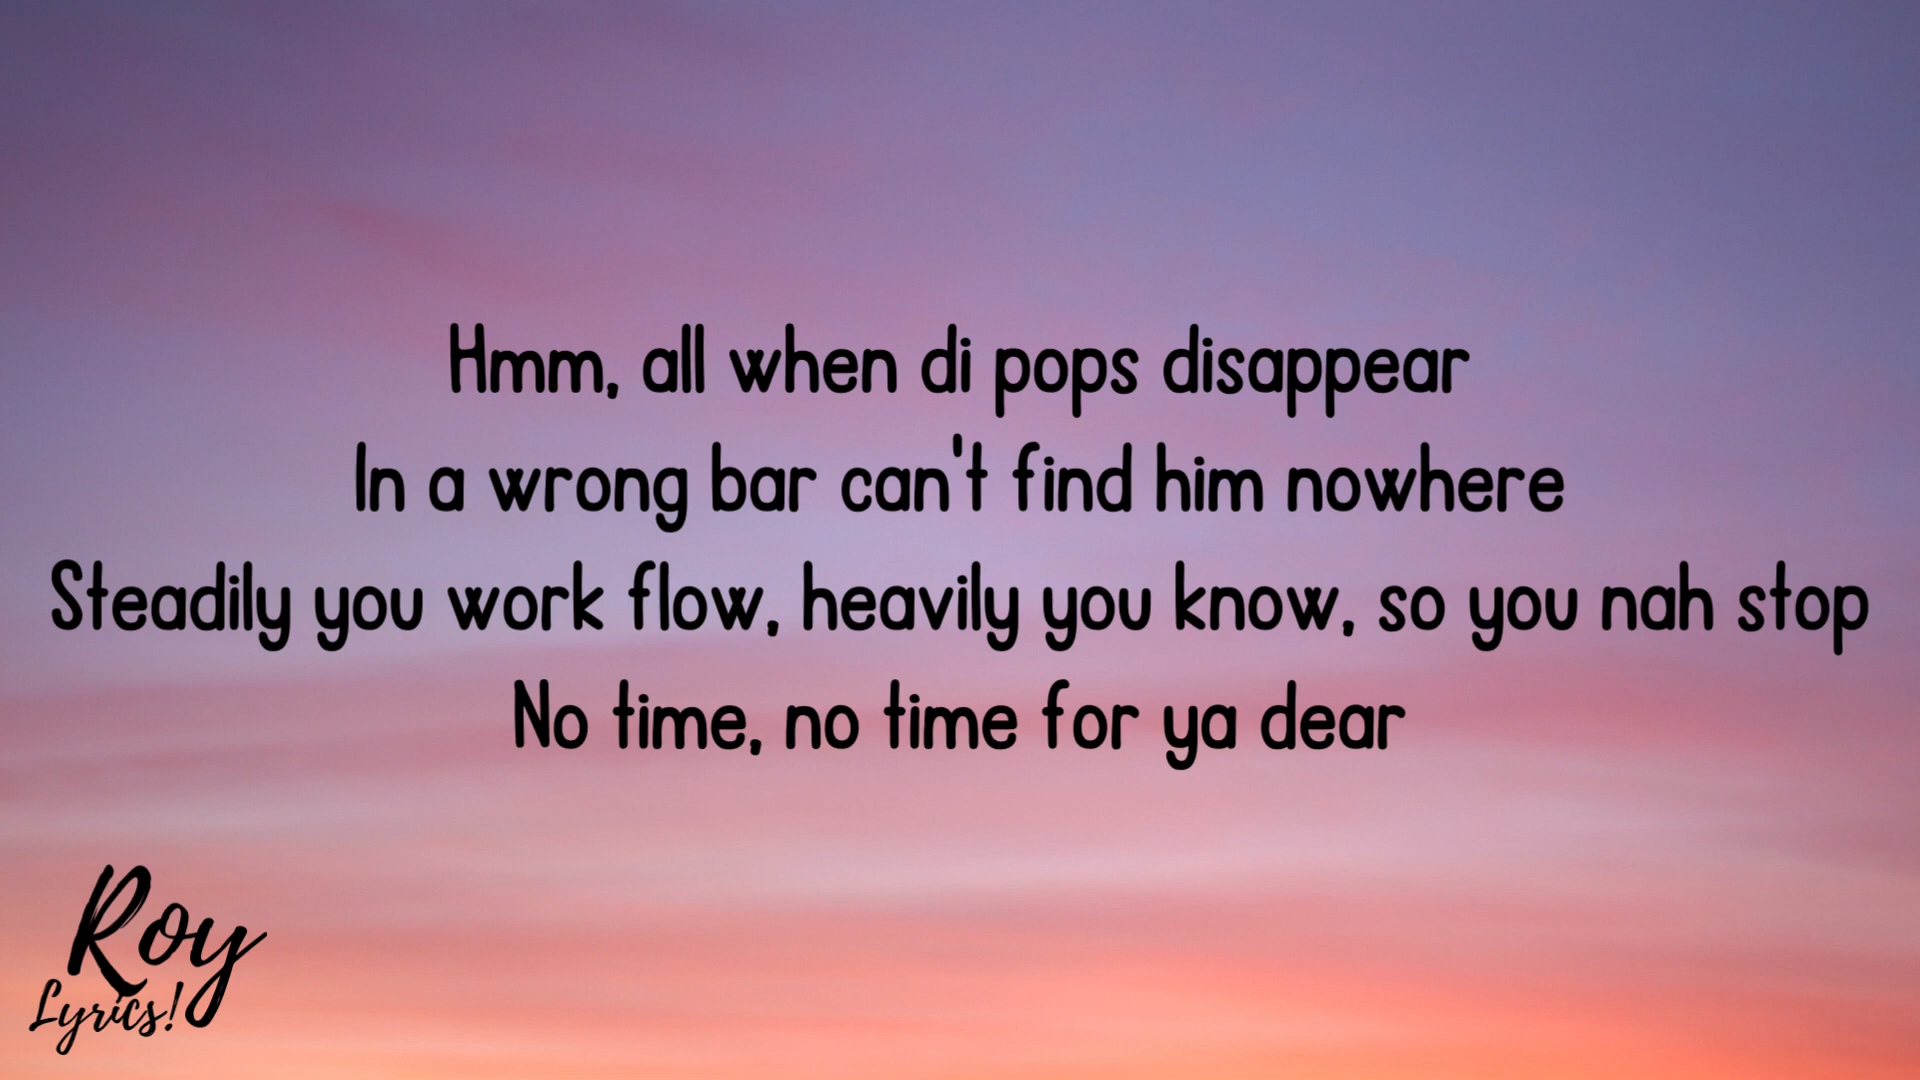 Hmm, all when di pops disappear
In a wrong bar can't find him nowhere
Steadily you work flow, heavily you know, so you nah stop
No time, no time for ya dear
Roy
Lyrics!